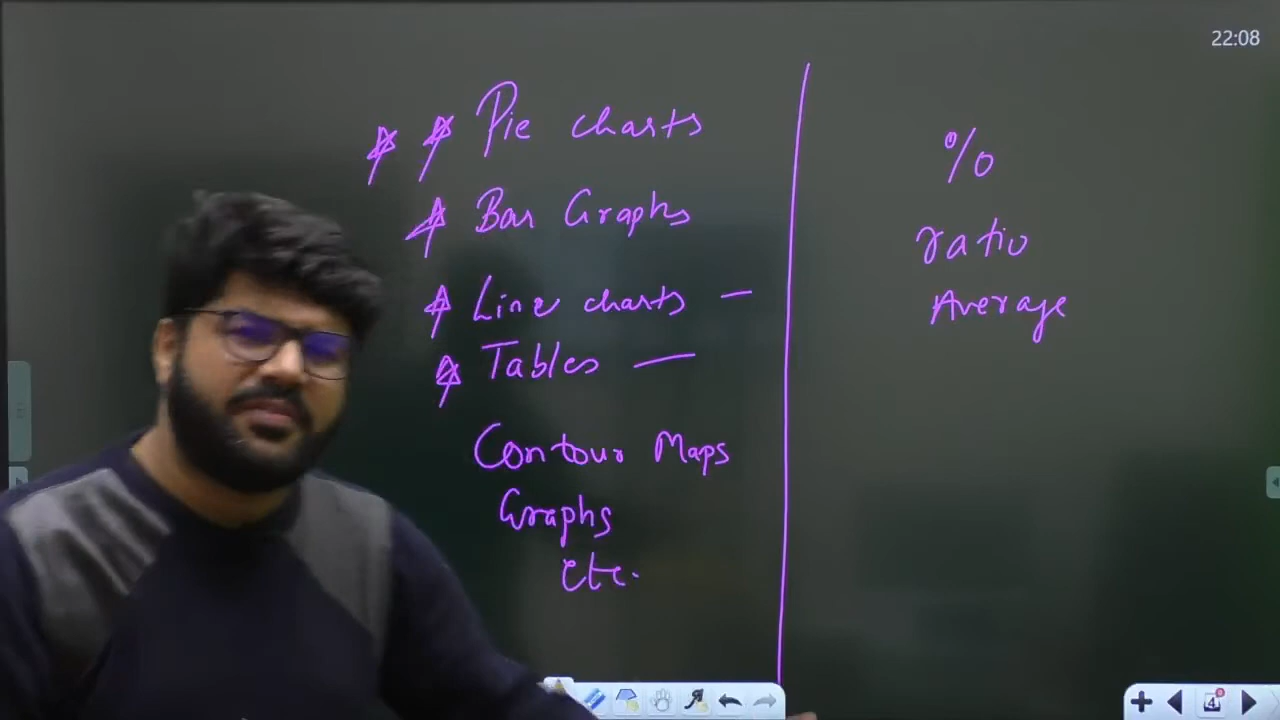 22:08
Pie charts
Bar Graphs
Line charts —
Tables —
Contour Maps
Graphs
etc.
%
ratio
Average
4